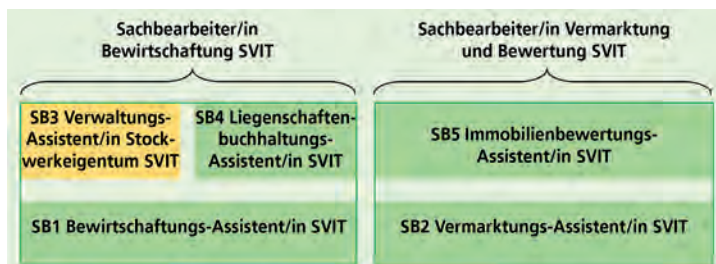 Sachbearbeiter/in
Bewirtschaftung SVIT
Sachbearbeiter/in Vermarktung
und Bewertung SVIT
SB3 Verwaltungs-
Assistent/in Stock-
werkeigentum SVIT
SB4 Liegenschaften-
buchhaltungs-
Assistent/in SVIT
SB5 Immobilienbewertungs-
Assistent/in SVIT
SB1 Bewirtschaftungs-Assistent/in SVIT
SB2 Vermarktungs-Assistent/in SVIT